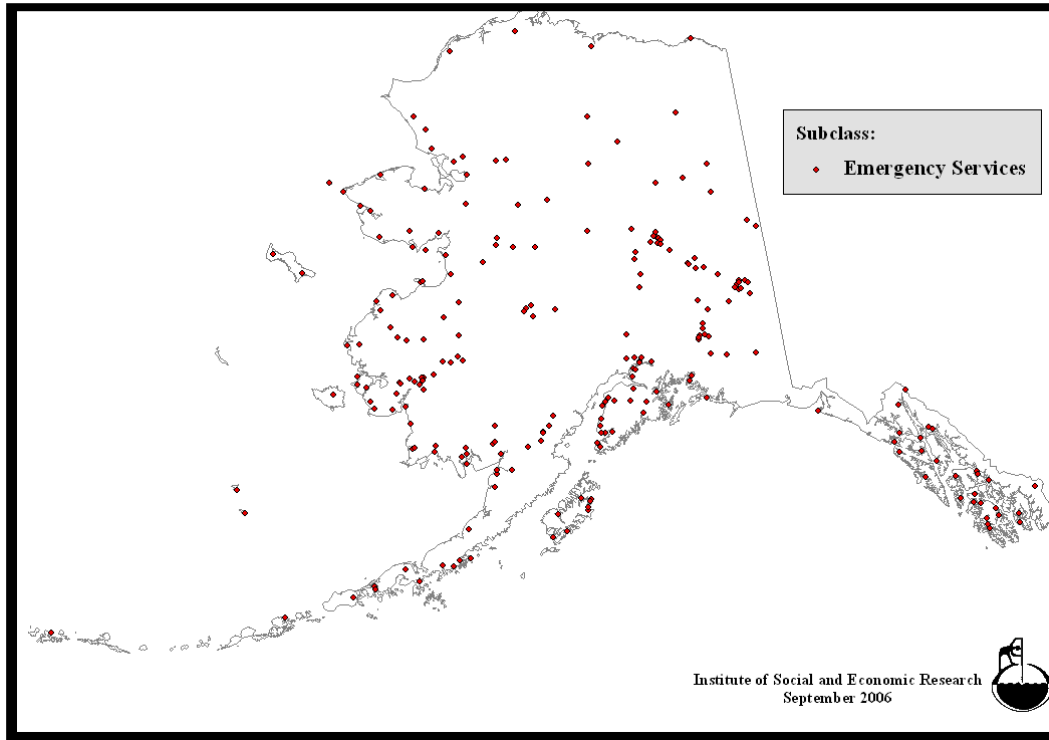 Subclass:
Emergency Services
Institute of Social and Economic Research
September 2006